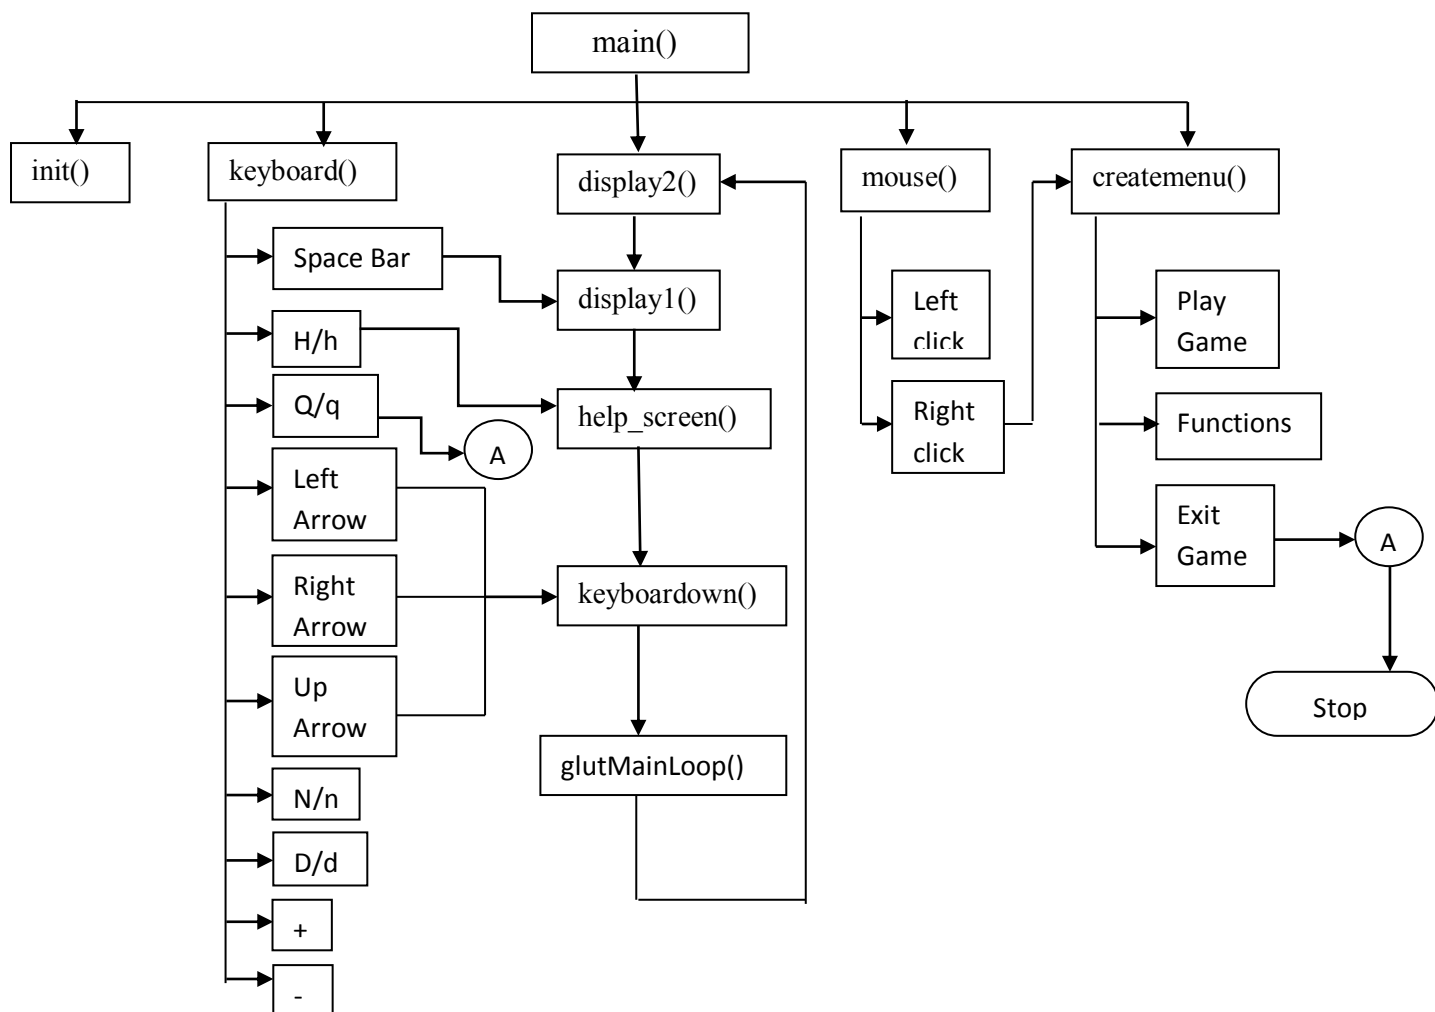 main()
init()
keyboard()
display2()
mouse()
createmenu()
Space Bar
display1()
Left
click
Play
Game
H/h
Q/q
A
help_screen()
Right
click
Functions
Left
Arrow
Exit
Game
A
Right
Arrow
keyboardown()
Up
Arrow
Stop
glutMainLoop()
N/n
D/d
+
-